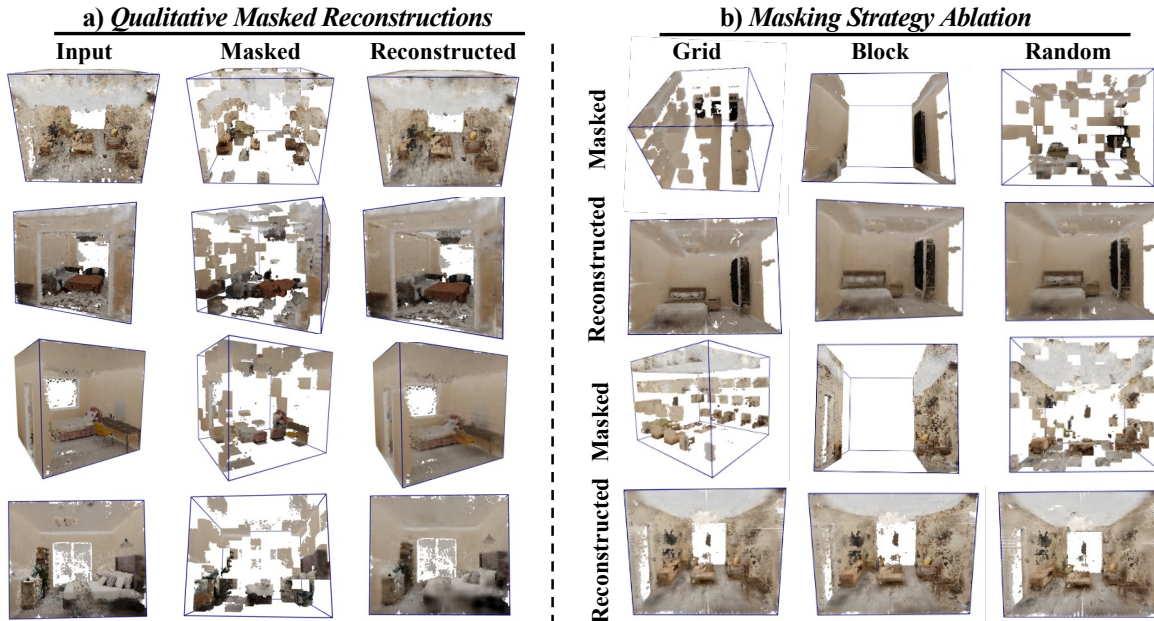 a) Qualitative Masked Reconstructions
Input Masked Reconstructed
b) Masking Strategy Ablation
Grid Block Random
Masked
Reconstructed
Masked
Reconstructed